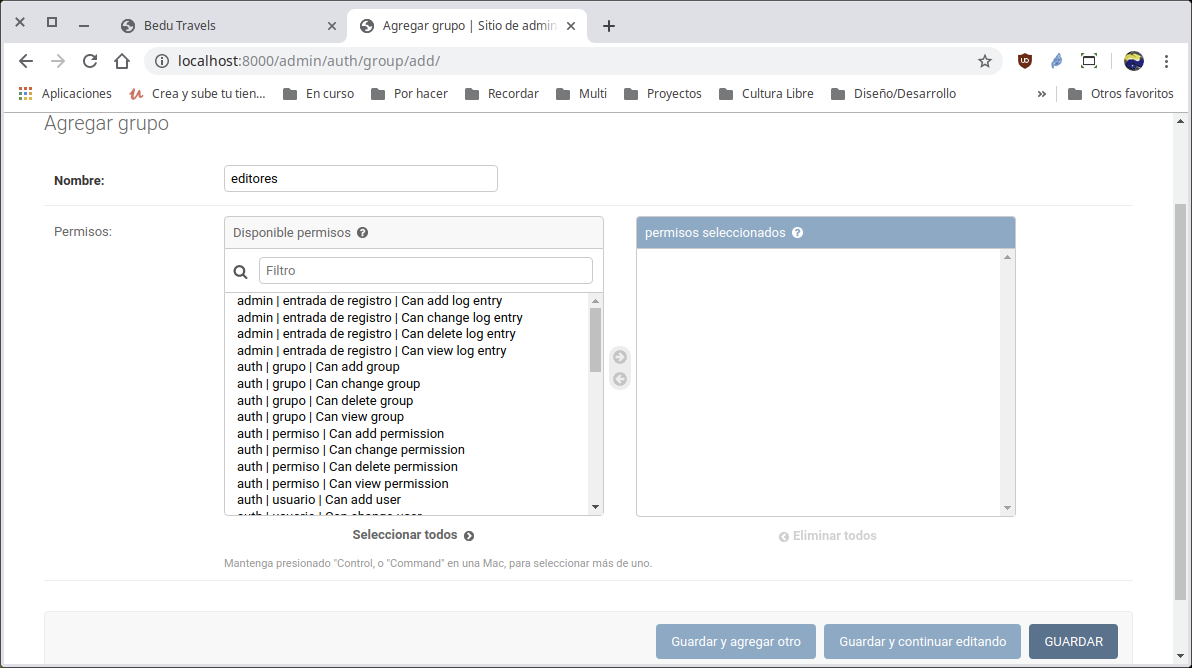 Bedu Travels
Agregar grupo | Sitio de admin
localhost:8000/admin/auth/group/add/
Aplicaciones
Crea y sube tu tien...
En curso
Por hacer
Recordar
Multi
Proyectos
Cultura Libre
Diseño/Desarrollo
»
Otros favoritos
Agregar grupo
Nombre:
editores
Permisos:
Disponible permisos
Filtro
admin | entrada de registro | Can add log entry
admin | entrada de registro | Can change log entry
admin | entrada de registro | Can delete log entry
admin | entrada de registro | Can view log entry
auth | grupo | Can add group
auth | grupo | Can change group
auth | grupo | Can delete group
auth | grupo | Can view group
auth | permiso | Can add permission
auth | permiso | Can change permission
auth | permiso | Can delete permission
auth | permiso | Can view permission
auth | usuario | Can add user
auth | usuario | Can change user
Seleccionar todos
permisos seleccionados
Eliminar todos
Mantenga presionado "Control, o "Command" en una Mac, para seleccionar más de uno.
Guardar y agregar otro
Guardar y continuar editando
GUARDAR